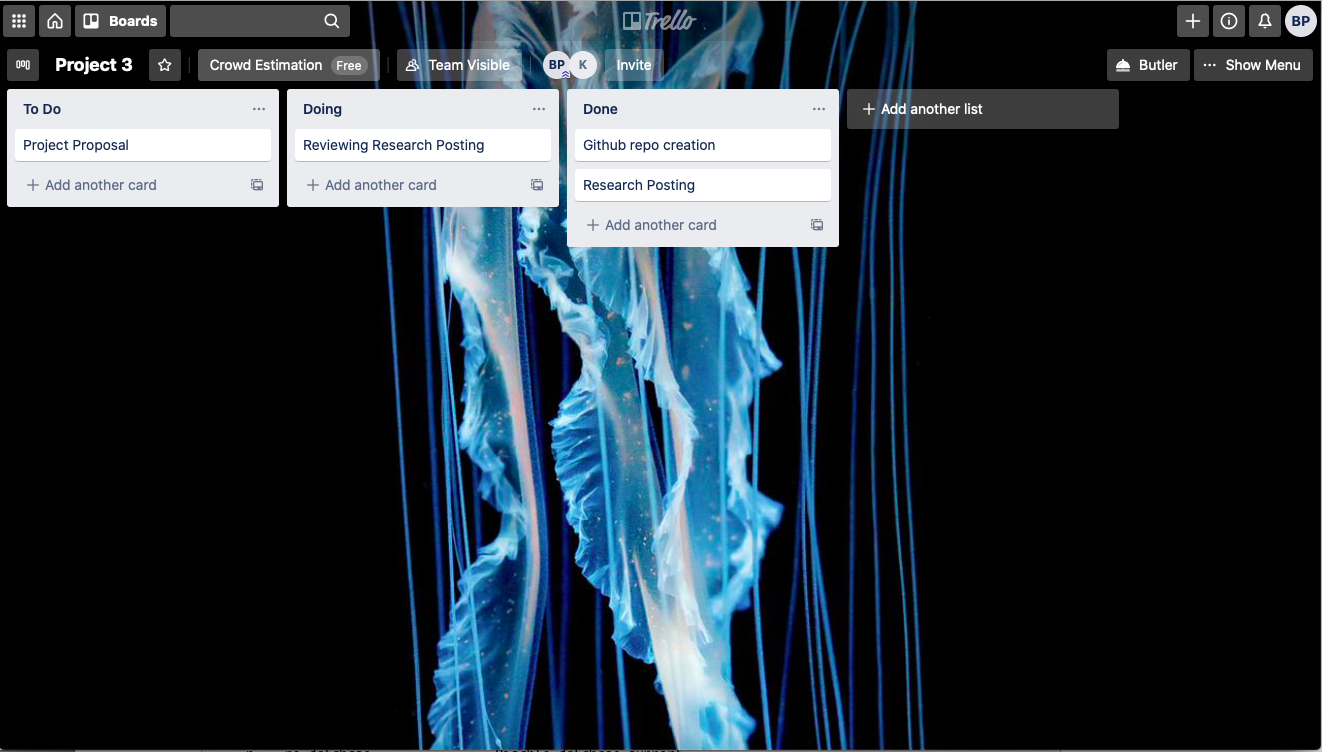 Boards
Trello
BP
Project 3
Crowd Estimation Free
Team Visible
BP
K
Invite
Butler
Show Menu
To Do
Project Proposal
Add another card
Doing
Reviewing Research Posting
Add another card
Done
Github repo creation
Research Posting
Add another card
Add another list